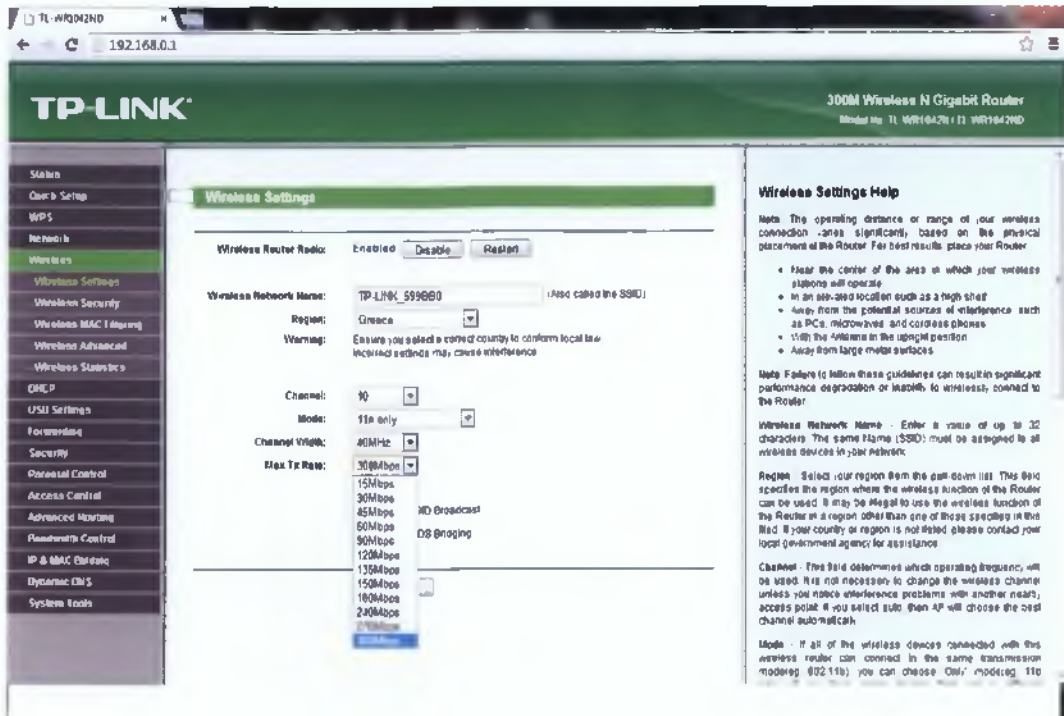 192.168.0.1
TP-LINK
300M Wireless N Gigabit Router
Status
Quick Setup
WPS
Network
Wireless
Wireless Settings
Wireless Security
Wireless MAC Filtering
Wireless Advanced
Wireless Statistics
DHCP
USB Settings
Forwarding
Security
Parental Control
Access Control
Advanced Routing
Bandwidth Control
IP & MAC Binding
Dynamic DNS
System Tools
Wireless Settings
Wireless Router Radio: Enabled Disable Restart
Wireless Network Name: (Also called the SSID)
Region: Greece
Warning: Ensure you select a correct country to conform local law.
Incorrect settings may cause interference.
Channel: 10
Mode: 11n only
Channel Width: 40MHz
Max Tx Rate: 300Mbps
15Mbps
30Mbps
45Mbps
60Mbps
90Mbps
120Mbps
135Mbps
150Mbps
180Mbps
240Mbps
270Mbps
300Mbps
ID Broadcast
DS Bridging
Wireless Settings Help
Note: The operating distance or range of your wireless
connection varies significantly based on the physical
placement of the Router. For best results, place your Router
Near the center of the area in which your wireless
stations will operate
In an elevated location such as a high shelf
Away from the potential sources of interference, such
as PCs, microwaves, and cordless phones
With the Antenna in the upright position
Away from large metal surfaces
Note: Failure to follow these guidelines can result in significant
performance degradation or inability to wirelessly connect to
the Router
Wireless Network Name - Enter a value of up to 32
characters. The same Name (SSID) must be assigned to all
wireless devices in your network
Region - Select your region from the pull-down list. This field
specifies the region where the wireless function of the Router
can be used. It may be illegal to use the wireless function of
the Router in a region other than one of those specified in this
filed. If your country or region is not listed, please contact your
local government agency for assistance
Channel - This field determines which operating frequency will
be used. It is not necessary to change the wireless channel
unless you notice interference problems with another nearby
access point. If you select auto, then AP will choose the best
channel automatically
Mode - If all of the wireless devices connected with this
wireless router can connect in the same transmission
mode(eg. 802.11b), you can choose "Only" mode(eg. 11b